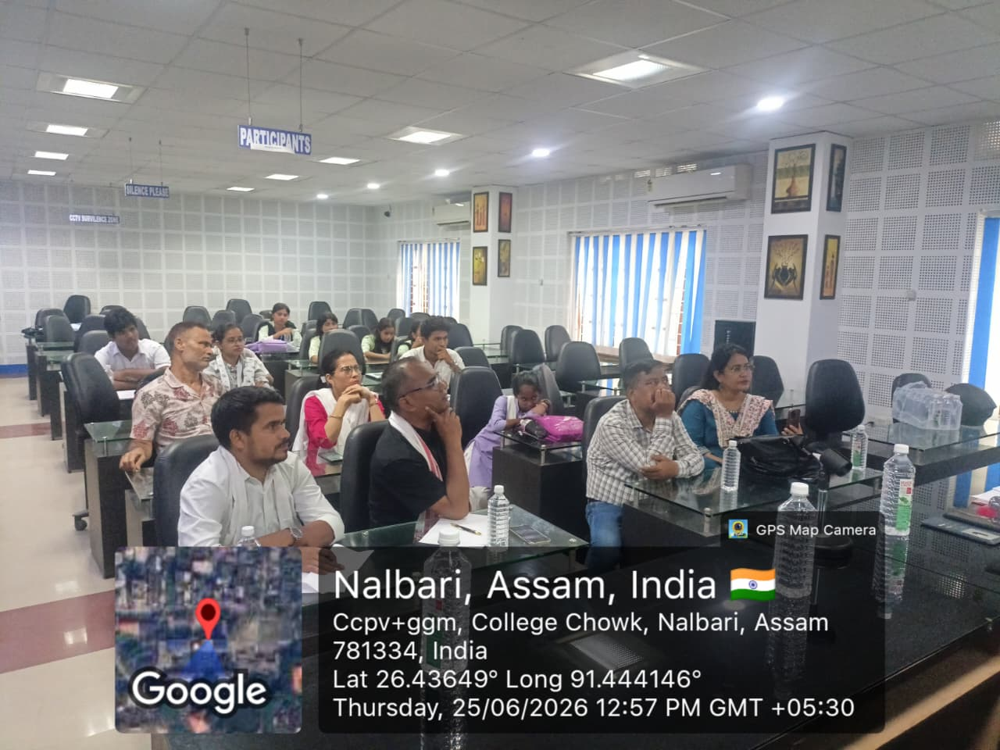 PARTICIPANTS
SILENCE PLEASE
CCTV SURVILENCE ZONE
GPS Map Camera
Nalbari, Assam, India
Ccpv+ggm, College Chowk, Nalbari, Assam
781334, India
Lat 26.43649° Long 91.444146°
Thursday, 25/06/2026 12:57 PM GMT +05:30
Google